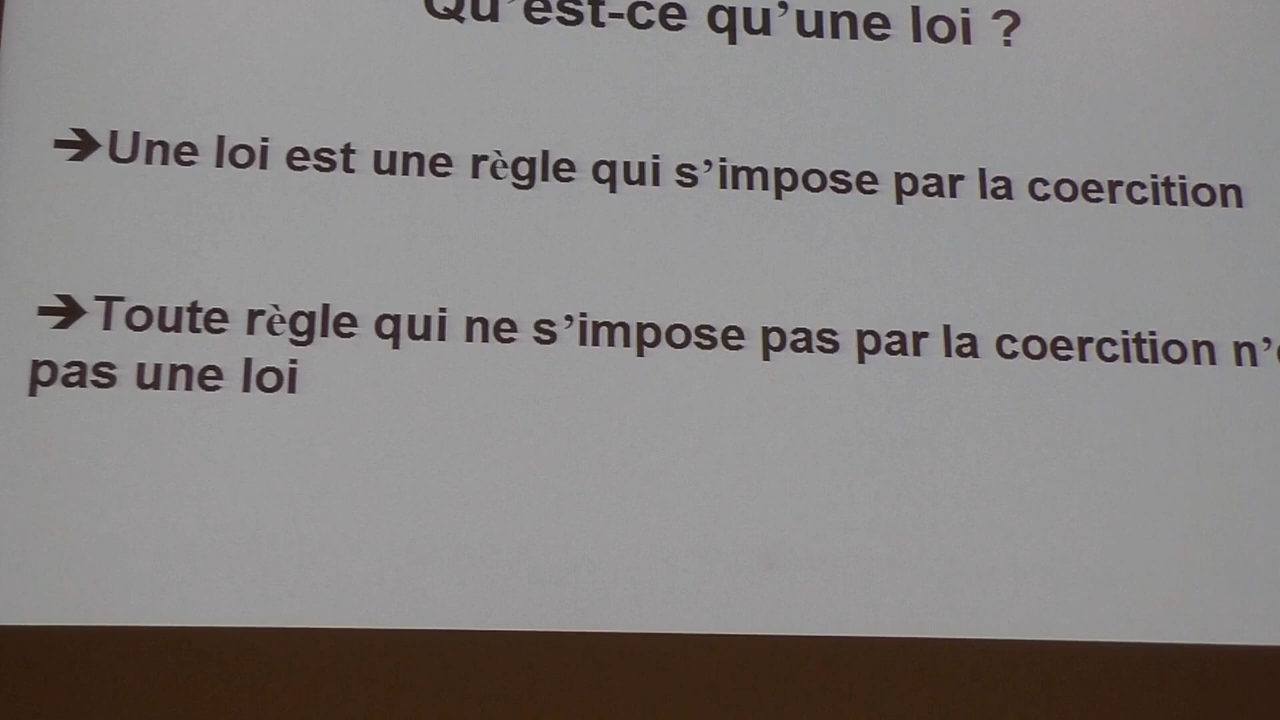 Qu'est-ce qu'une loi ?
➔Une loi est une règle qui s'impose par la coercition
➔Toute règle qui ne s'impose pas par la coercition
pas une loi